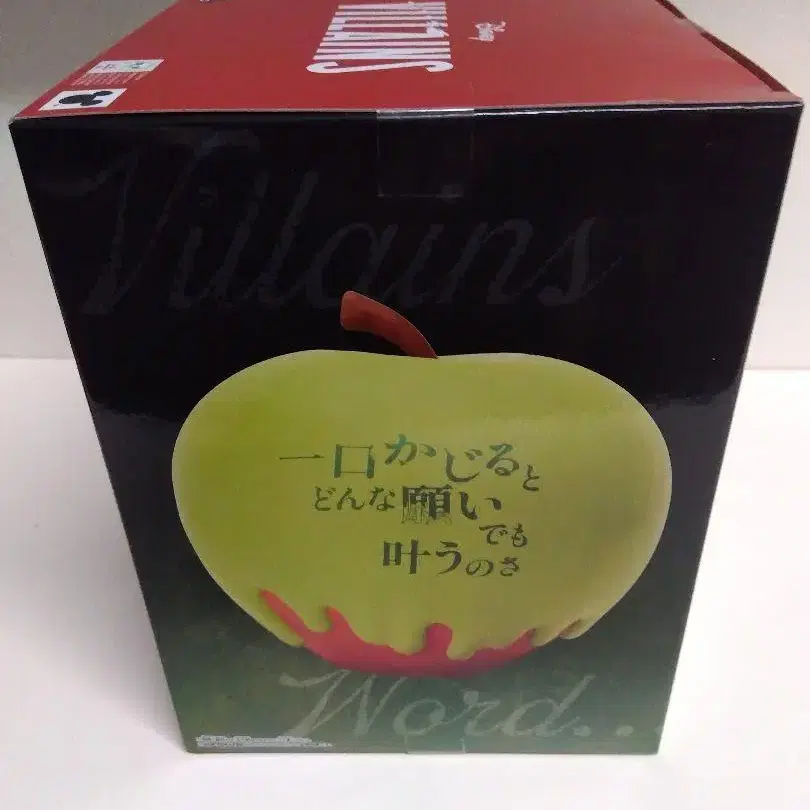 VILLAINS
Villains
一口かじると
どんな願い
でも
叶うのさ
Word...